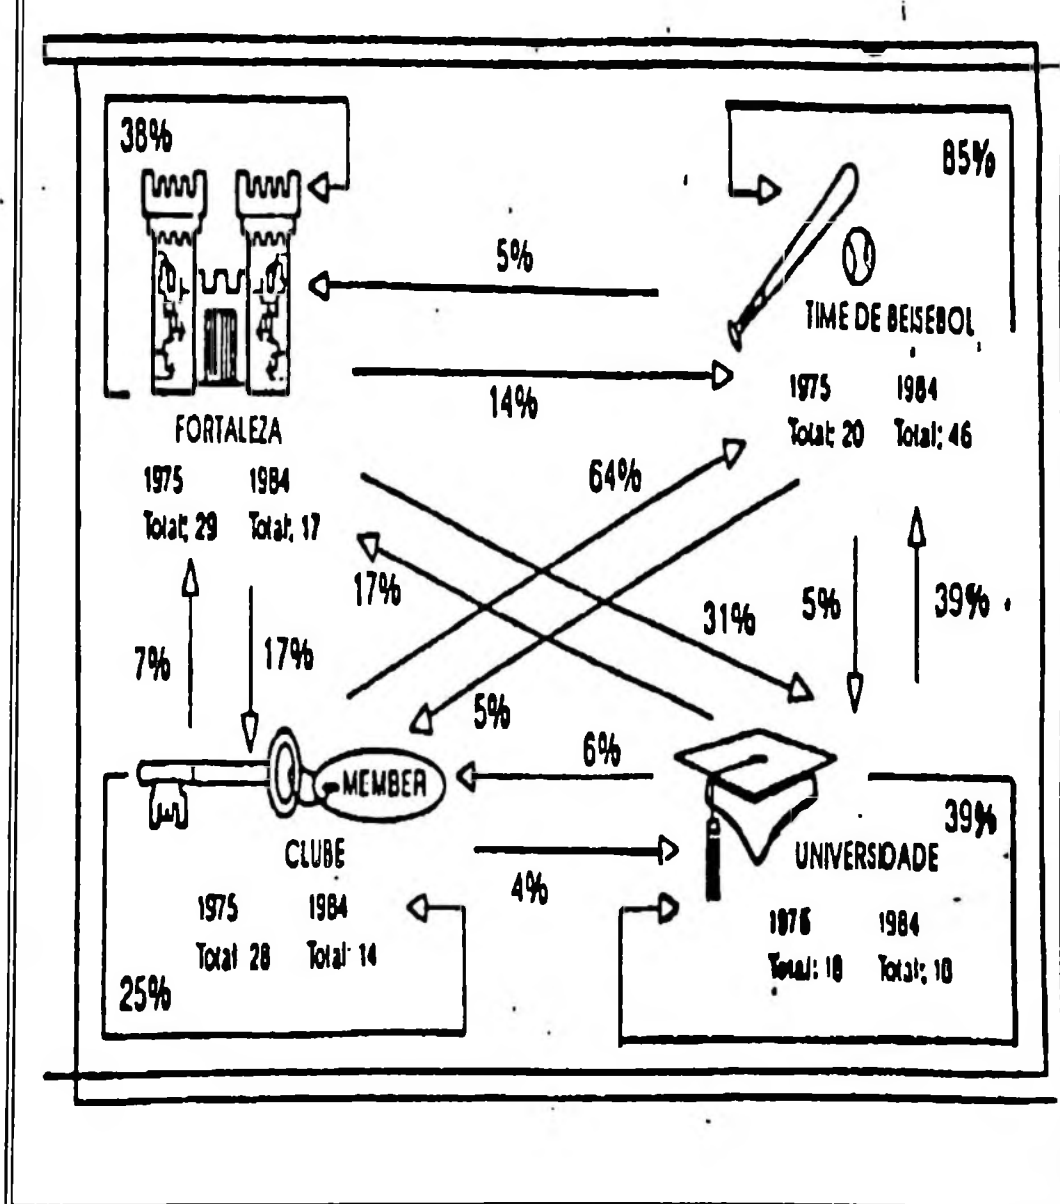 38%
85%
5%
TIME DE BEISEBOL
14%
1975 1984
Total: 20 Total; 46
FORTALEZA
1975 1984
Total; 29 Total; 17
64%
17%
31%
5%
39%
7%
17%
5%
6%
MEMBER
39%
CLUBE
UNIVERSIDADE
4%
1975 1984
Total 28 Total: 14
1984
Total: 18 Total;
25%